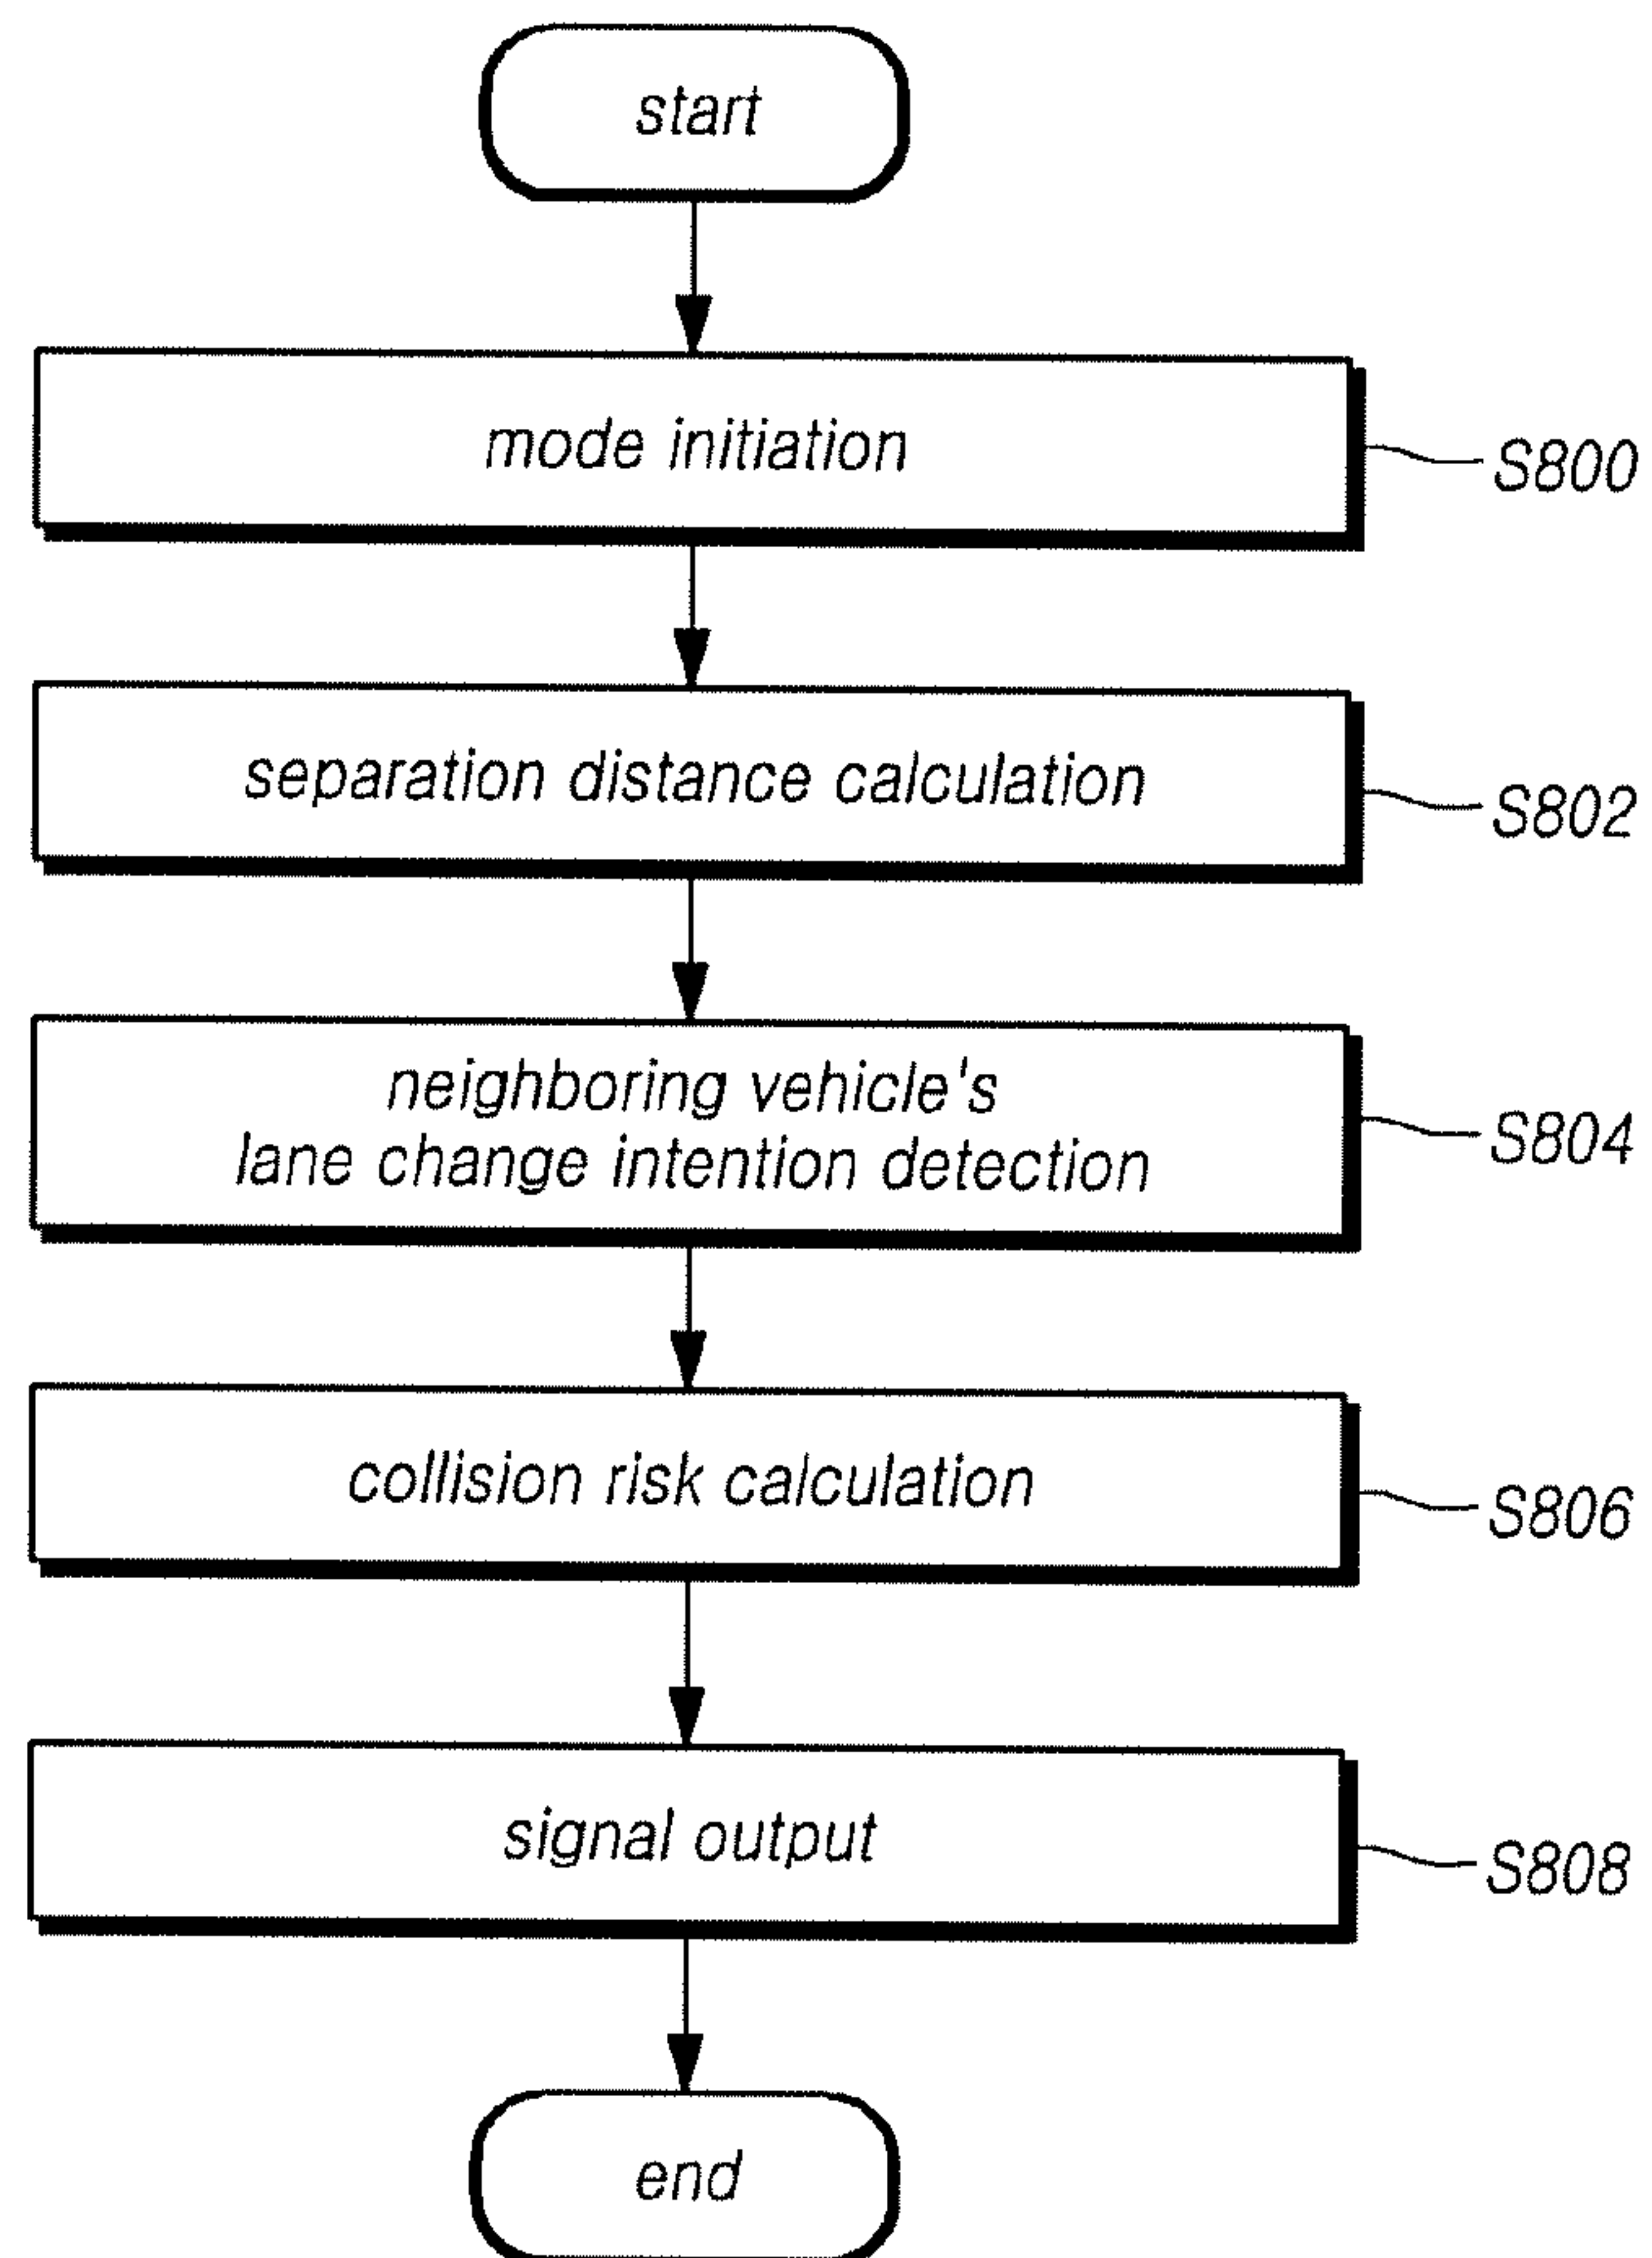 start
mode initiation
S800
separation distance calculation
S802
neighboring vehicle's
lane change intention detection
S804
collision risk calculation
S806
signal output
S808
end